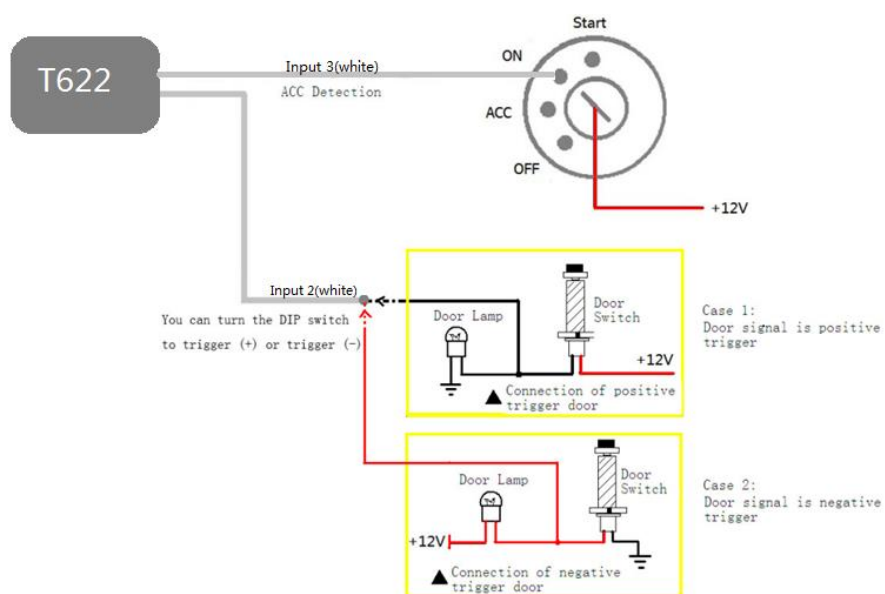 Start
ON
T622
Input 3(white)
ACC Detection
ACC
OFF
+12V
Input 2(white)
You can turn the DIP switch
to trigger (+) or trigger (-)
Door Lamp
Door
Switch
+12V
▲ Connection of positive
trigger door
Case 1:
Door signal is positive
trigger
Door Lamp
Door
Switch
+12V
▲ Connection of negative
trigger door
Case 2:
Door signal is negative
trigger